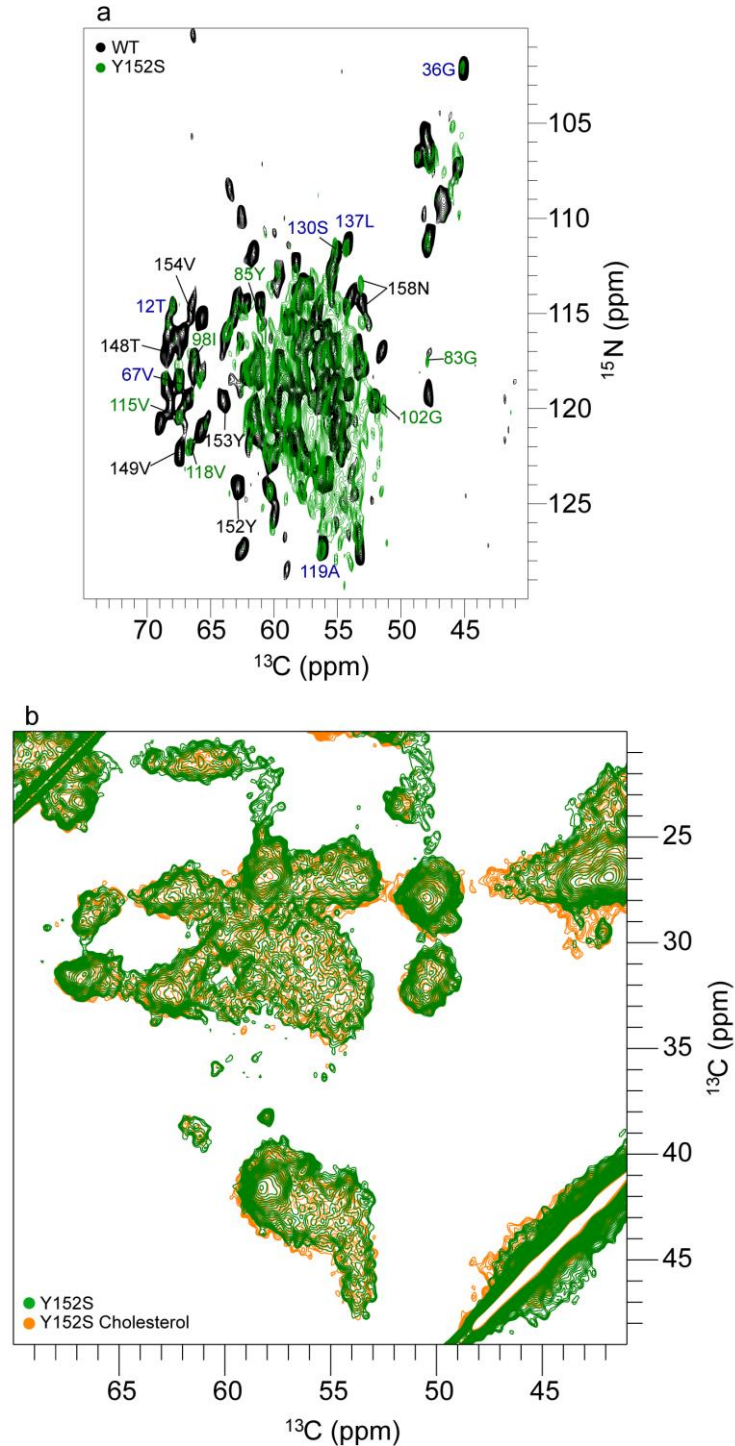 a
WT
Y152S
36G
105
110
115
120
125
¹⁵N (ppm)
137L
130S
154V
85Y
158N
12T
98I
148T
83G
67V
102G
115V
153Y
149V
118V
152Y
119A
70 65 60 55 50 45
¹³C (ppm)
b
25
30
35
40
45
¹³C (ppm)
Y152S
Y152S Cholesterol
65 60 55 50 45
¹³C (ppm)